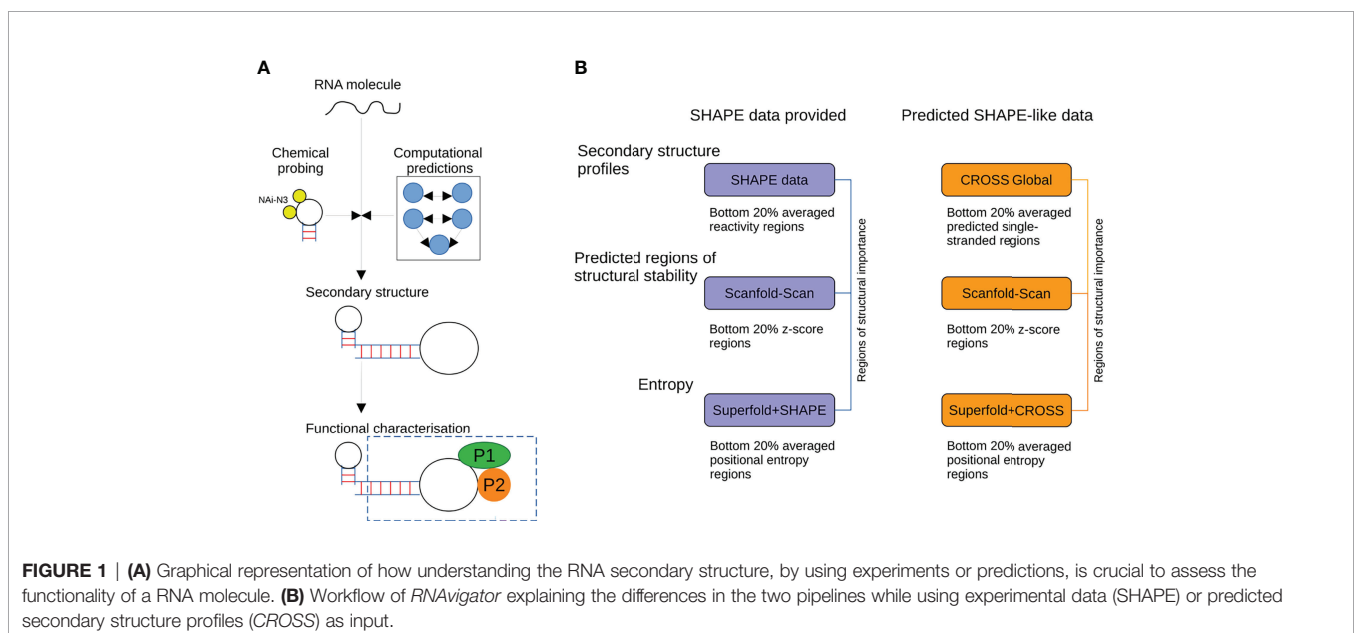 A
RNA molecule
Chemical
probing
NAi-N3
Computational
predictions
Secondary structure
Functional characterisation
P1
P2
B
SHAPE data provided
Predicted SHAPE-like data
Secondary structure
profiles
SHAPE data
Bottom 20% averaged
reactivity regions
CROSS Global
Bottom 20% averaged
predicted single-
stranded regions
Predicted regions of
structural stability
Scanfold-Scan
Bottom 20% z-score
regions
Scanfold-Scan
Bottom 20% z-score
regions
Entropy
Superfold+SHAPE
Bottom 20% averaged
positional entropy
regions
Superfold+CROSS
Bottom 20% averaged
positional entropy
regions
Regions of structural importance
Regions of structural importance
FIGURE 1 | (A) Graphical representation of how understanding the RNA secondary structure, by using experiments or predictions, is crucial to assess the
functionality of a RNA molecule. (B) Workflow of RNAvigator explaining the differences in the two pipelines while using experimental data (SHAPE) or predicted
secondary structure profiles (CROSS) as input.